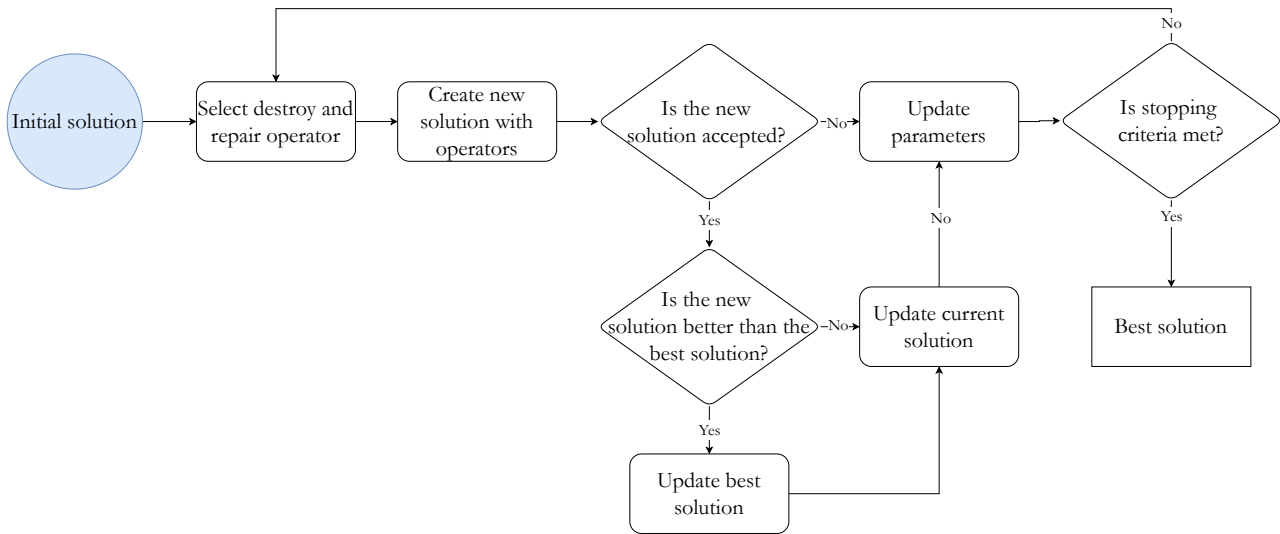 No
Initial solution
Select destroy and
repair operator
Create new
solution with
operators
Is the new
solution accepted?
No
Update
parameters
Is stopping
criteria met?
Yes
No
Yes
Is the new
solution better than the
best solution?
No
Update current
solution
Best solution
Yes
Update best
solution